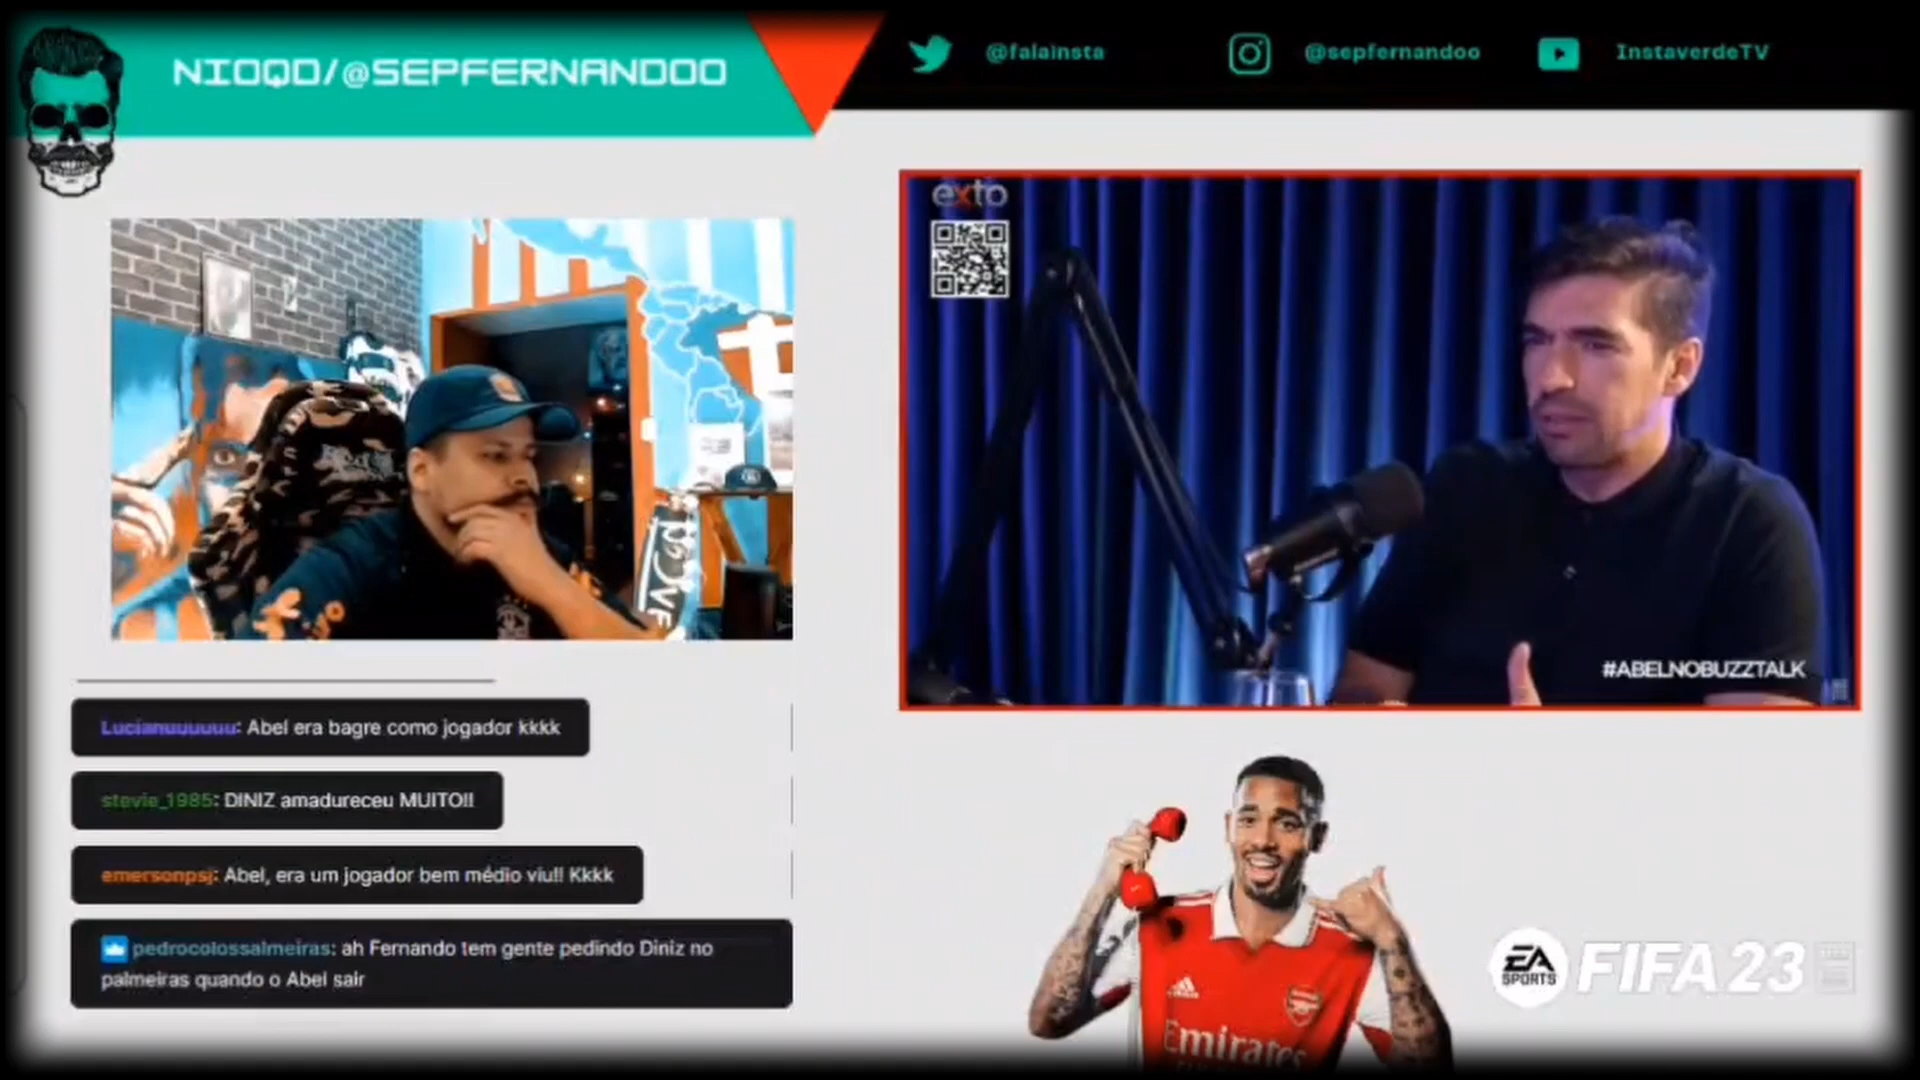 NIOQD/@SEPFERNANDOO
@falainsta
@sepfernandoo
InstaverdeTV
exto
#ABELNOBUZZTALK
Lucianuuuuuu: Abel era bagre como jogador kkkk
stevie_1985: DINIZ amadureceu MUITO!!
emersonpsj: Abel, era um jogador bem médio viu!! Kkkk
pedrocolossalmeiras: ah Fernando tem gente pedindo Diniz no
palmeiras quando o Abel sair
Emirates
EA
SPORTS
FIFA 23